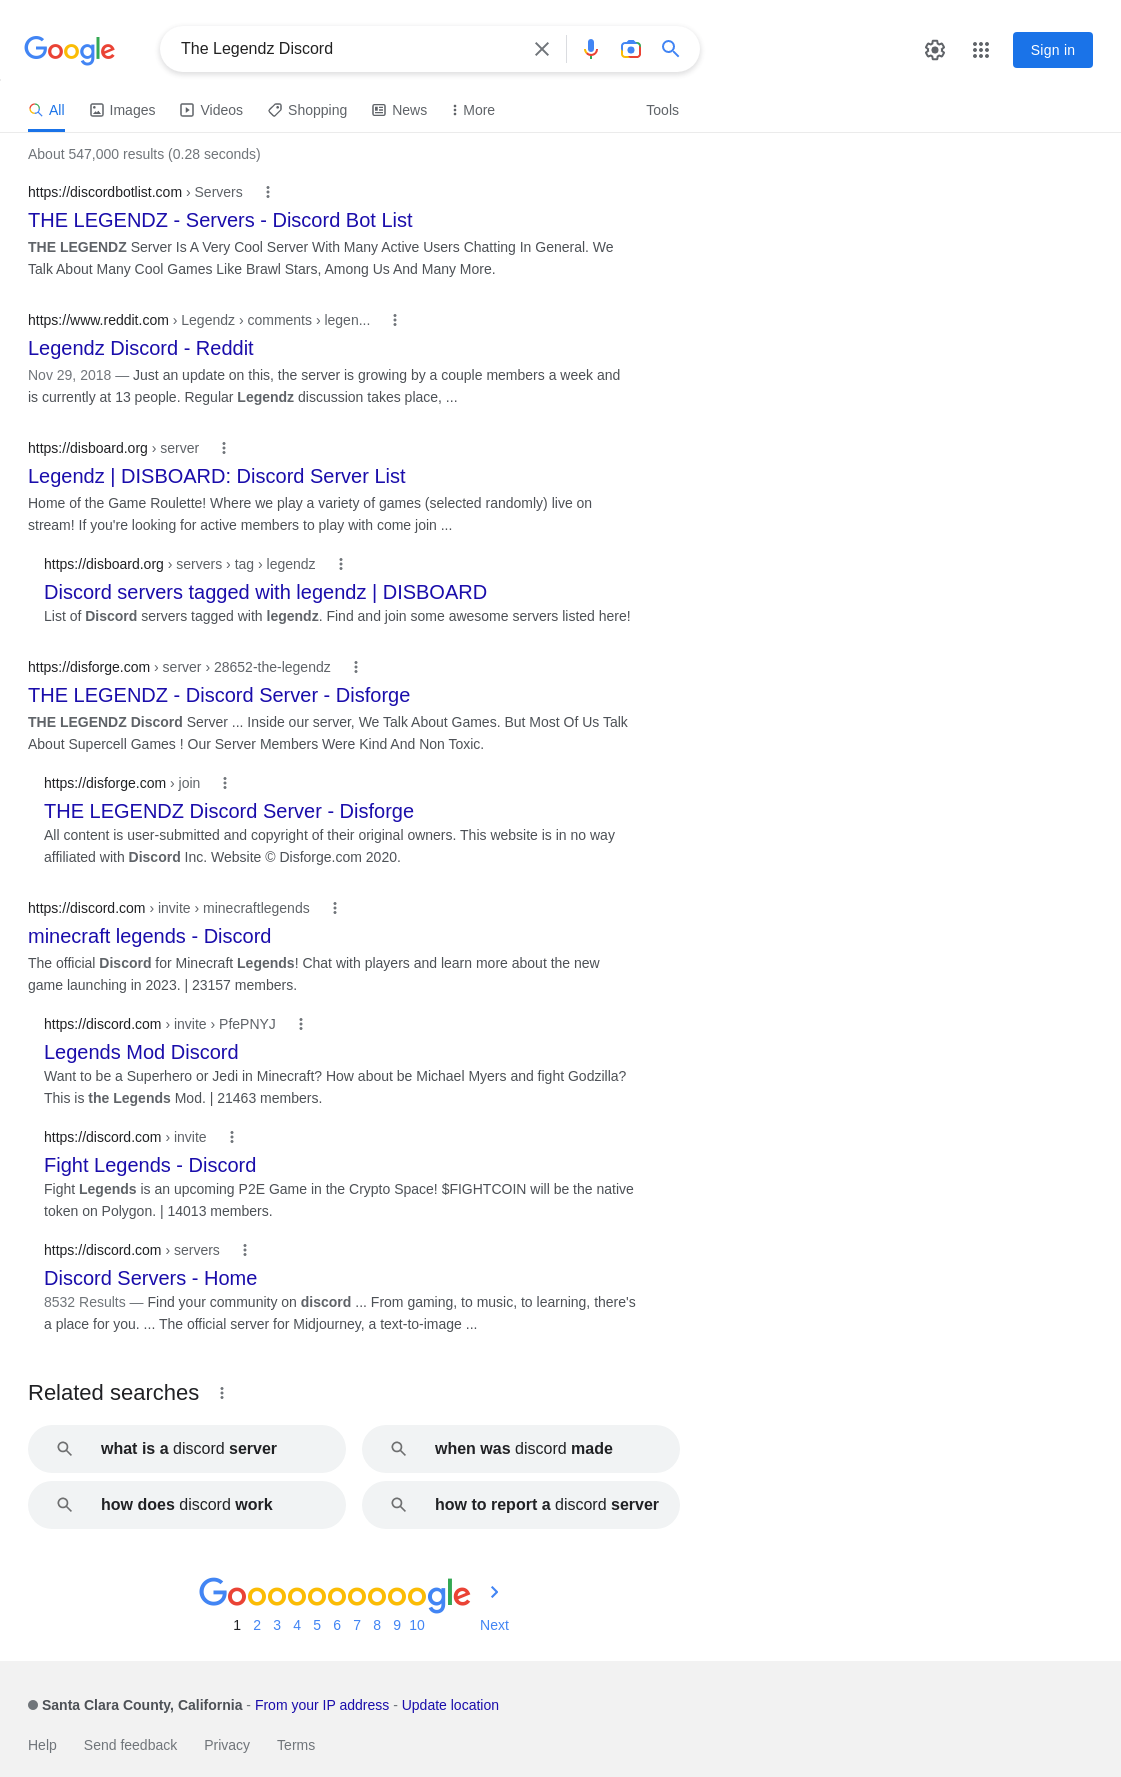 Google
The Legendz Discord
Sign in
All Images Videos Shopping News More Tools
About 547,000 results (0.28 seconds)
https://discordbotlist.com › Servers
THE LEGENDZ - Servers - Discord Bot List
THE LEGENDZ Server Is A Very Cool Server With Many Active Users Chatting In General. We
Talk About Many Cool Games Like Brawl Stars, Among Us And Many More.
https://www.reddit.com › Legendz › comments › legen...
Legendz Discord - Reddit
Nov 29, 2018 — Just an update on this, the server is growing by a couple members a week and
is currently at 13 people. Regular Legendz discussion takes place, ...
https://disboard.org › server
Legendz | DISBOARD: Discord Server List
Home of the Game Roulette! Where we play a variety of games (selected randomly) live on
stream! If you're looking for active members to play with come join ...
https://disboard.org › servers › tag › legendz
Discord servers tagged with legendz | DISBOARD
List of Discord servers tagged with legendz. Find and join some awesome servers listed here!
https://disforge.com › server › 28652-the-legendz
THE LEGENDZ - Discord Server - Disforge
THE LEGENDZ Discord Server ... Inside our server, We Talk About Games. But Most Of Us Talk
About Supercell Games ! Our Server Members Were Kind And Non Toxic.
https://disforge.com › join
THE LEGENDZ Discord Server - Disforge
All content is user-submitted and copyright of their original owners. This website is in no way
affiliated with Discord Inc. Website © Disforge.com 2020.
https://discord.com › invite › minecraftlegends
minecraft legends - Discord
The official Discord for Minecraft Legends! Chat with players and learn more about the new
game launching in 2023. | 23157 members.
https://discord.com › invite › PfePNYJ
Legends Mod Discord
Want to be a Superhero or Jedi in Minecraft? How about be Michael Myers and fight Godzilla?
This is the Legends Mod. | 21463 members.
https://discord.com › invite
Fight Legends - Discord
Fight Legends is an upcoming P2E Game in the Crypto Space! $FIGHTCOIN will be the native
token on Polygon. | 14013 members.
https://discord.com › servers
Discord Servers - Home
8532 Results — Find your community on discord ... From gaming, to music, to learning, there's
a place for you. ... The official server for Midjourney, a text-to-image ...
Related searches
what is a discord server
when was discord made
how does discord work
how to report a discord server
Goooooooooogle
1 2 3 4 5 6 7 8 9 10 Next
Santa Clara County, California - From your IP address - Update location
Help Send feedback Privacy Terms